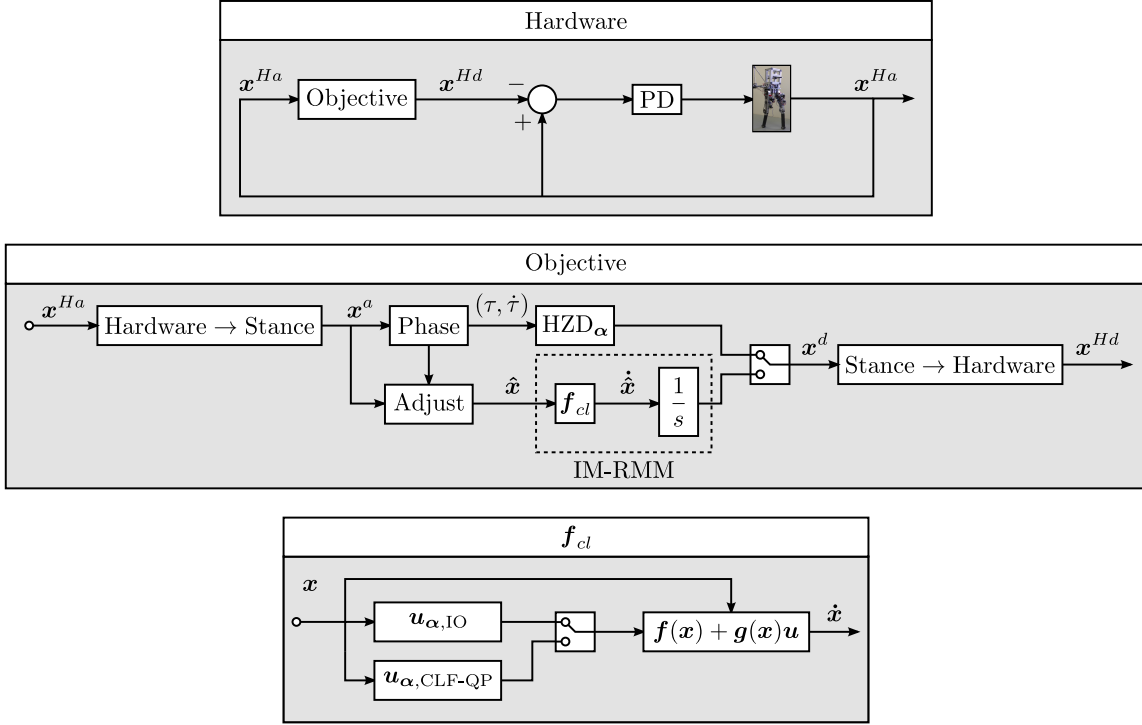 Hardware
x^{Ha}
Objective
x^{Hd}
−
+
PD
x^{Ha}
Objective
x^{Ha}
Hardware → Stance
x^a
Phase
(τ, τ̇)
HZD_α
Adjust
x̂
f_{cl}
\dot{x̂}
1/s
IM-RMM
x^d
Stance → Hardware
x^{Hd}
f_{cl}
x
u_{α,IO}
u_{α,CLF-QP}
f(x) + g(x)u
ẋ